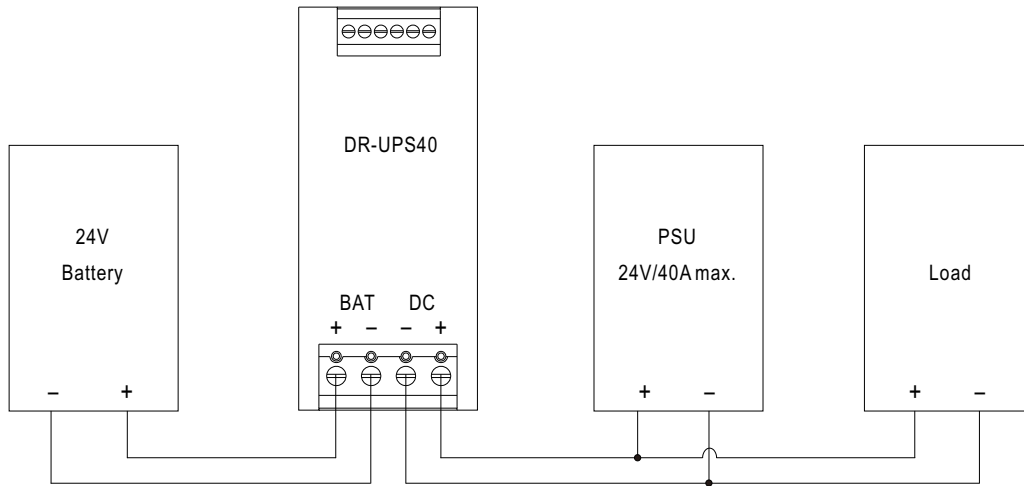 DR-UPS40
24V
Battery
PSU
24V/40A max.
Load
BAT DC
+ − − +
− +
+ −
+ −